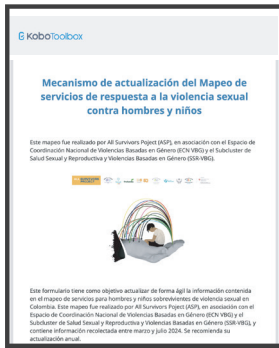 KoboToolbox
Mecanismo de actualización del Mapeo de
servicios de respuesta a la violencia sexual
contra hombres y niños
Este mapeo fue realizado por All Survivors Poject (ASP), en asociación con el Espacio de
Coordinación Nacional de Violencias Basadas en Género (ECN VBG) y el Subcluster de
Salud Sexual y Reproductiva y Violencias Basadas en Género (SSR-VBG).
Este formulario tiene como objetivo actualizar de forma ágil la información contenida
en el mapeo de servicios para hombres y niños sobrevivientes de violencia sexual en
Colombia. Este mapeo fue realizado por All Survivors Poject (ASP), en asociación con el
Espacio de Coordinación Nacional de Violencias Basadas en Género (ECN VBG) y el
Subcluster de Salud Sexual y Reproductiva y Violencias Basadas en Género (SSR-VBG), y
contiene información recolectada entre marzo y julio 2024. Se recomienda su
actualización anual.